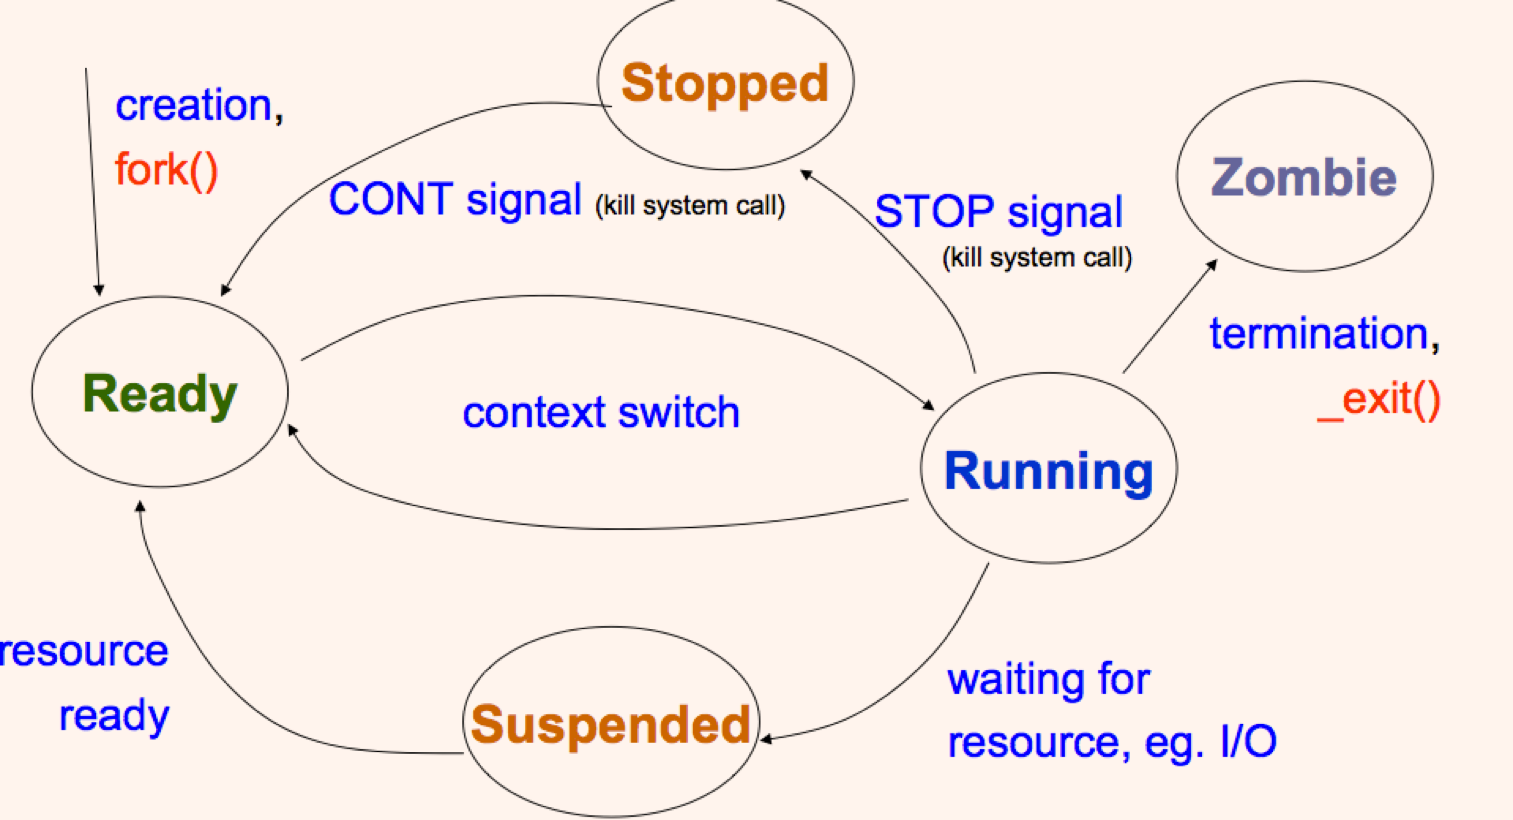 Stopped
creation,
fork()
Zombie
CONT signal (kill system call)
STOP signal
(kill system call)
termination,
_exit()
Ready
context switch
Running
resource
ready
Suspended
waiting for
resource, eg. I/O